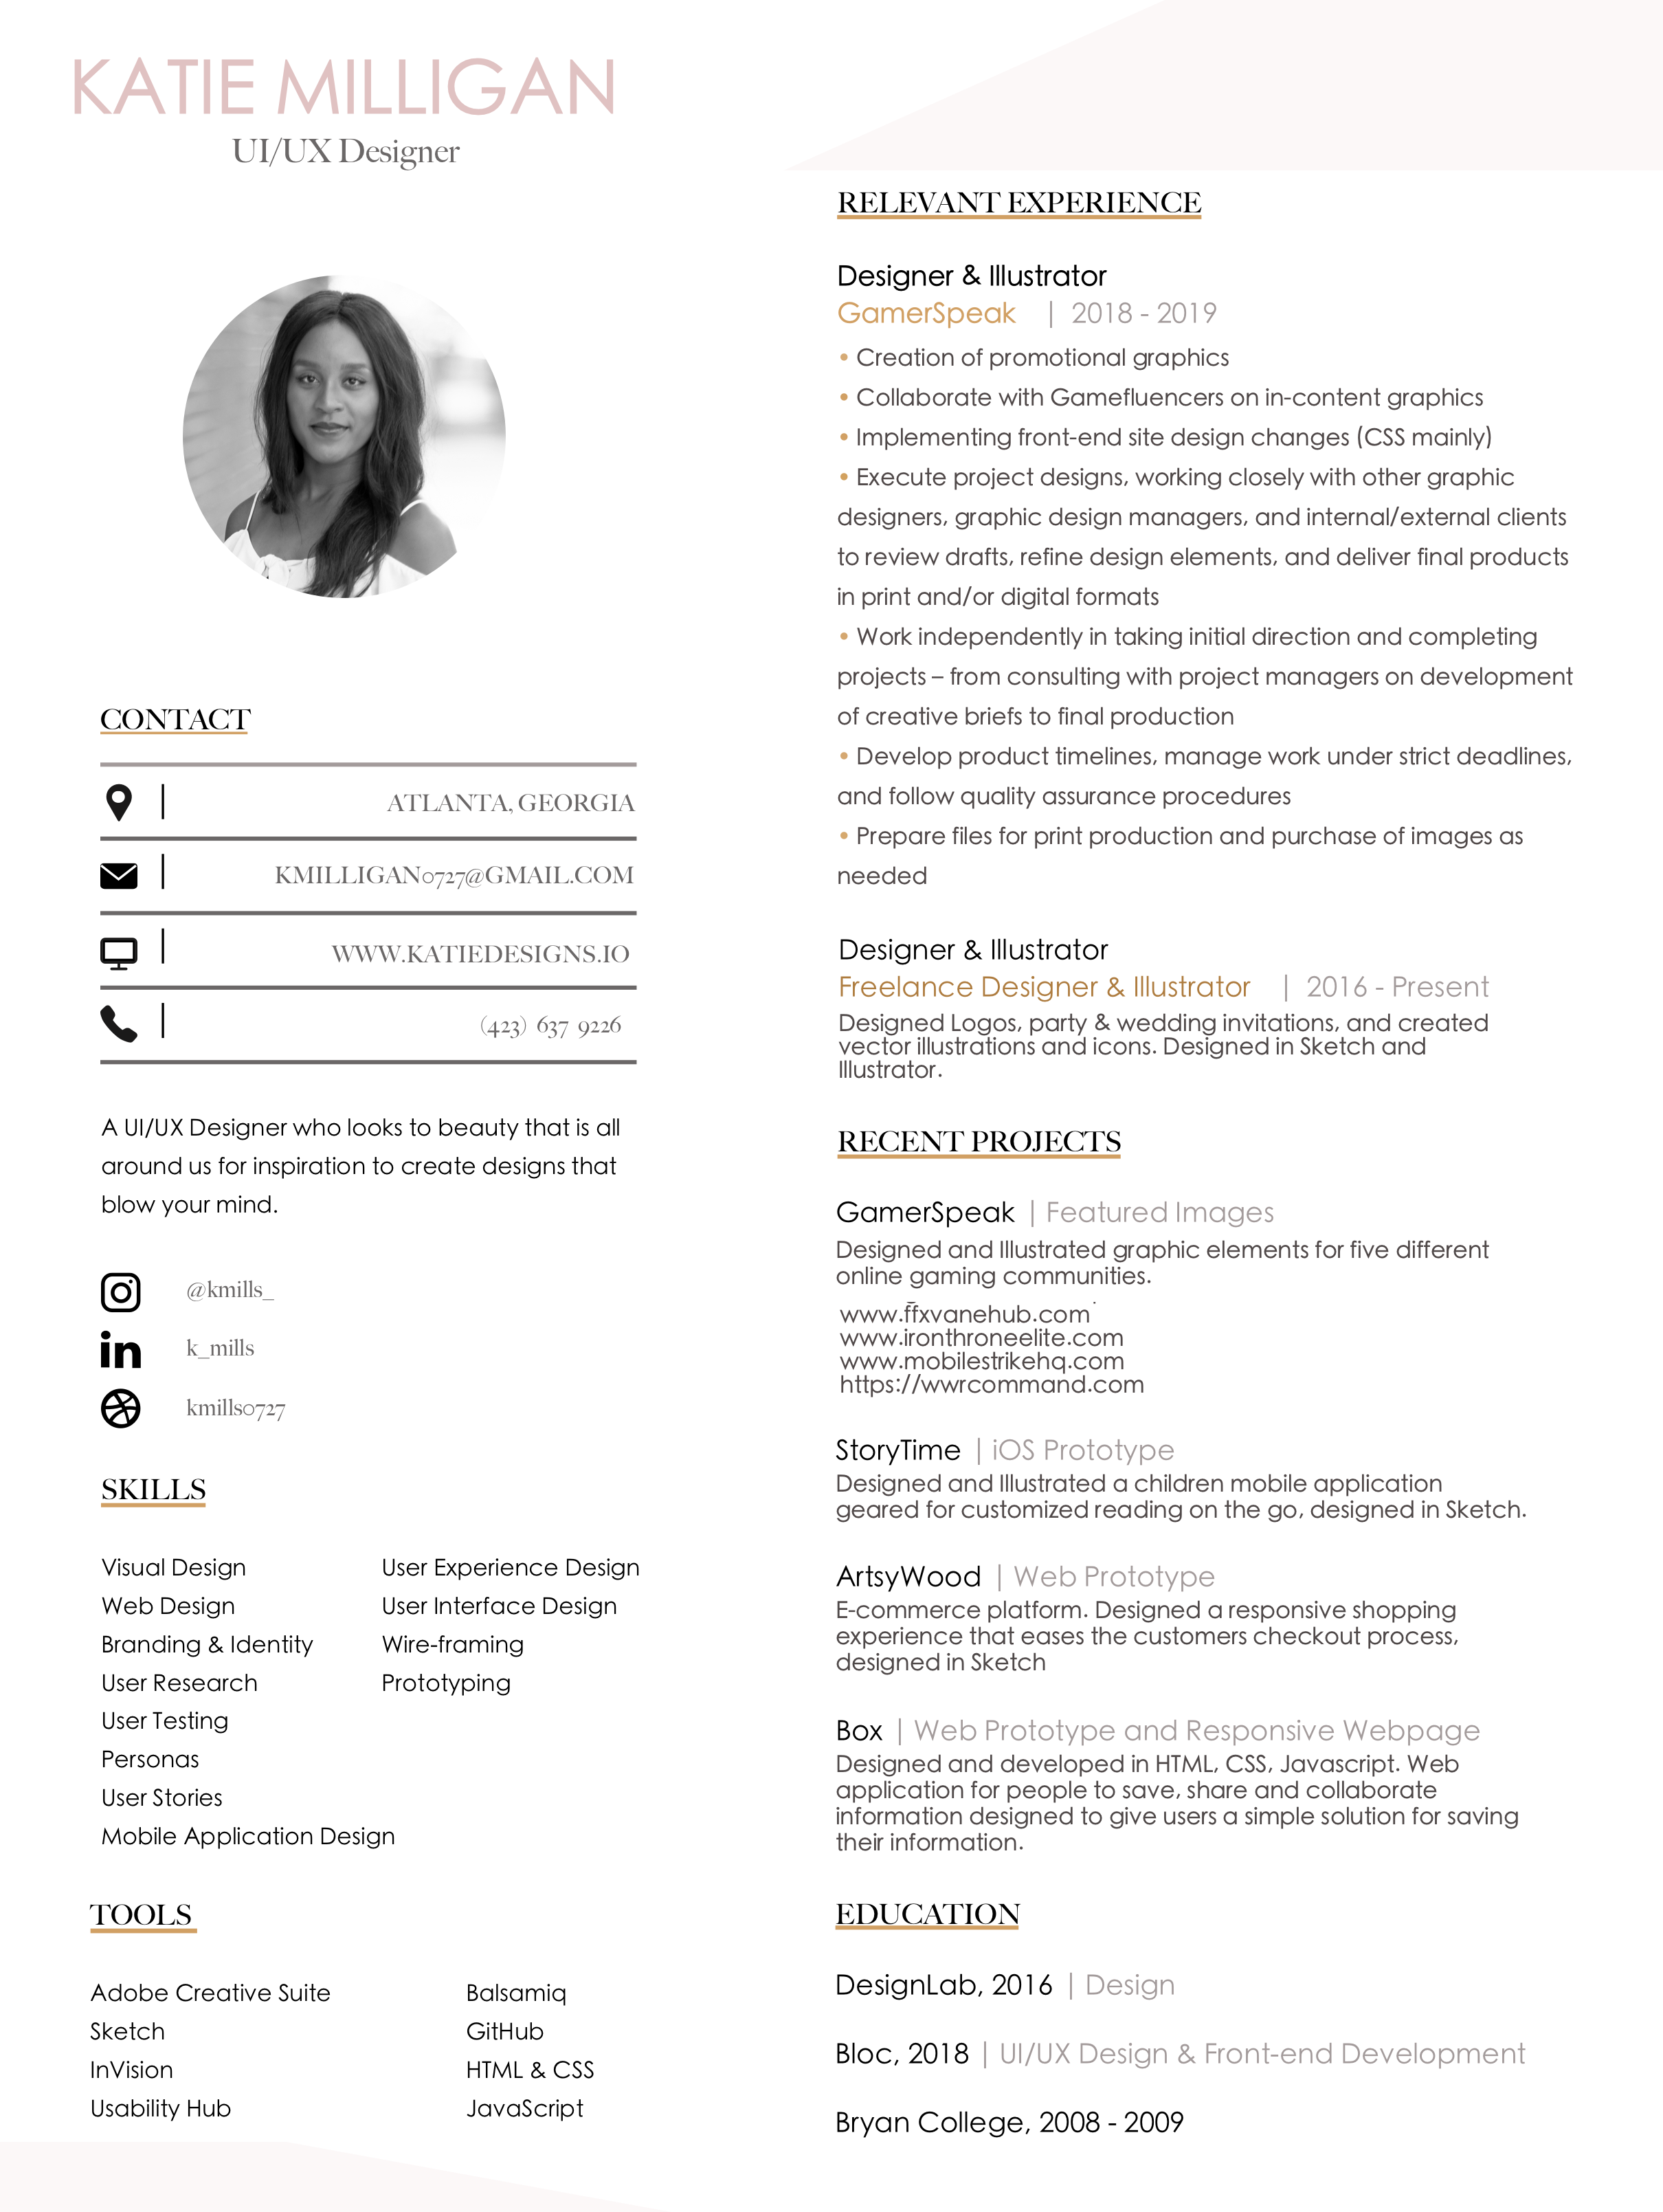 KATIE MILLIGAN
UI/UX Designer
CONTACT
ATLANTA, GEORGIA
KMILLIGAN0727@GMAIL.COM
WWW.KATIEDESIGNS.IO
(423) 637 9226
A UI/UX Designer who looks to beauty that is all
around us for inspiration to create designs that
blow your mind.
@kmills_
k_mills
kmills0727
SKILLS
Visual Design
Web Design
Branding & Identity
User Research
User Testing
Personas
User Stories
Mobile Application Design
User Experience Design
User Interface Design
Wire-framing
Prototyping
TOOLS
Adobe Creative Suite
Sketch
InVision
Usability Hub
Balsamiq
GitHub
HTML & CSS
JavaScript
RELEVANT EXPERIENCE
Designer & Illustrator
GamerSpeak | 2018 - 2019
• Creation of promotional graphics
• Collaborate with Gamefluencers on in-content graphics
• Implementing front-end site design changes (CSS mainly)
• Execute project designs, working closely with other graphic
designers, graphic design managers, and internal/external clients
to review drafts, refine design elements, and deliver final products
in print and/or digital formats
• Work independently in taking initial direction and completing
projects – from consulting with project managers on development
of creative briefs to final production
• Develop product timelines, manage work under strict deadlines,
and follow quality assurance procedures
• Prepare files for print production and purchase of images as
needed
Designer & Illustrator
Freelance Designer & Illustrator | 2016 - Present
Designed Logos, party & wedding invitations, and created
vector illustrations and icons. Designed in Sketch and
Illustrator.
RECENT PROJECTS
GamerSpeak | Featured Images
Designed and Illustrated graphic elements for five different
online gaming communities.
www.ffxvanehub.com
www.ironthroneelite.com
www.mobilestrikehq.com
https://wwrcommand.com
StoryTime | iOS Prototype
Designed and Illustrated a children mobile application
geared for customized reading on the go, designed in Sketch.
ArtsyWood | Web Prototype
E-commerce platform. Designed a responsive shopping
experience that eases the customers checkout process,
designed in Sketch
Box | Web Prototype and Responsive Webpage
Designed and developed in HTML, CSS, Javascript. Web
application for people to save, share and collaborate
information designed to give users a simple solution for saving
their information.
EDUCATION
DesignLab, 2016 | Design
Bloc, 2018 | UI/UX Design & Front-end Development
Bryan College, 2008 - 2009